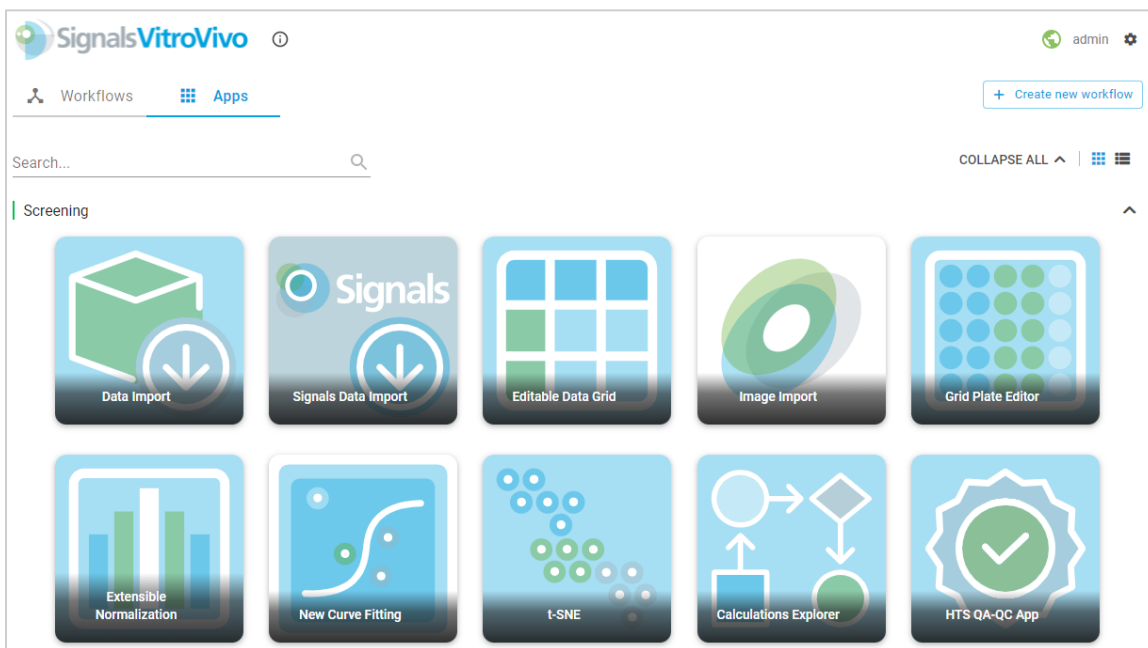 SignalsVitroVivo
admin
Workflows
Apps
+ Create new workflow
Search...
COLLAPSE ALL
Screening
Signals
Data Import
Signals Data Import
Editable Data Grid
Image Import
Grid Plate Editor
Extensible
Normalization
New Curve Fitting
t-SNE
Calculations Explorer
HTS QA-QC App